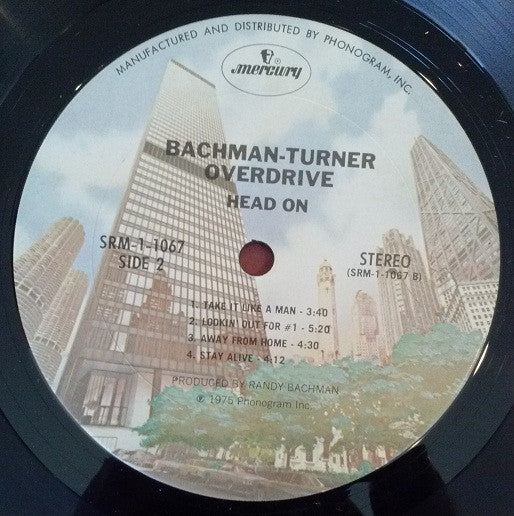 MANUFACTURED AND DISTRIBUTED BY PHONOGRAM, INC.
mercury
®
BACHMAN-TURNER
OVERDRIVE
HEAD ON
SRM-1-1067
SIDE 2
STEREO
(SRM-1-1067 B)
1. TAKE IT LIKE A MAN - 3:40
2. LOOKIN' OUT FOR #1 - 5:20
3. AWAY FROM HOME - 4:30
4. STAY ALIVE - 4:12
PRODUCED BY RANDY BACHMAN
℗ 1975 Phonogram Inc.